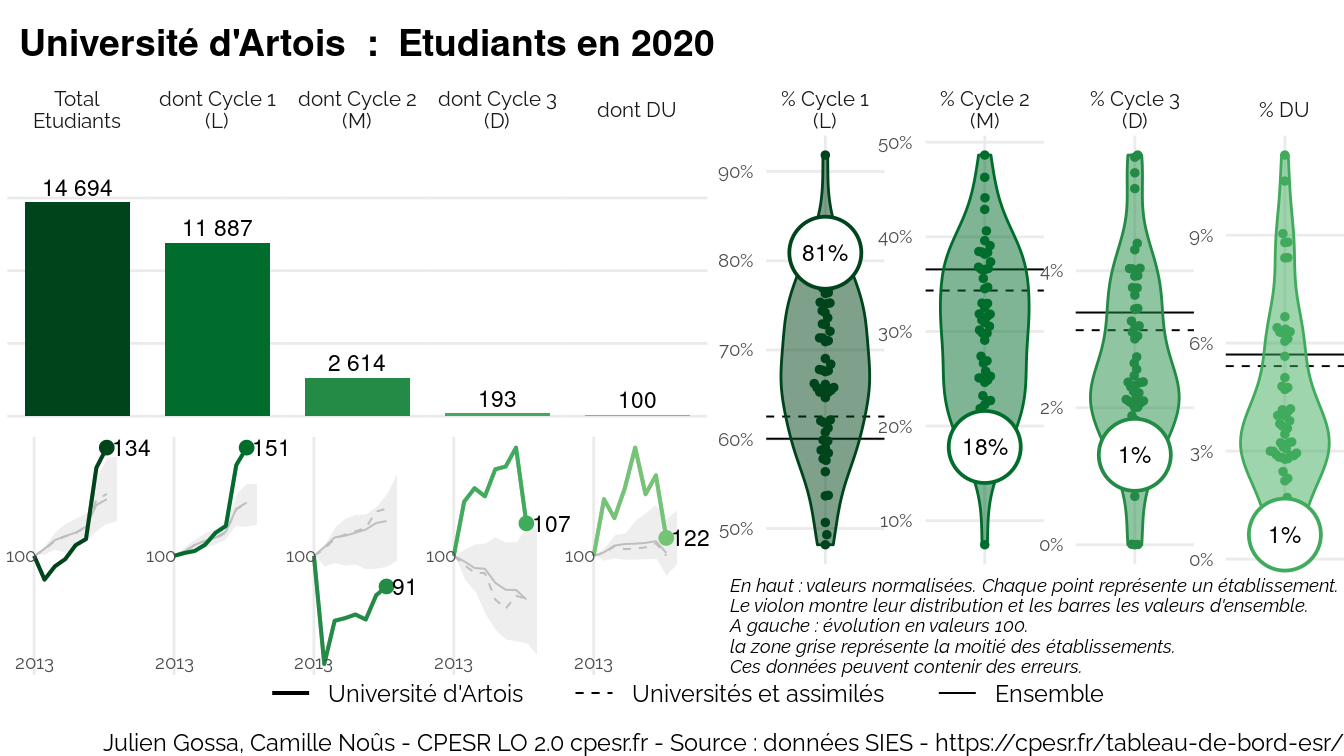 Université d'Artois : Etudiants en 2020
Total
Etudiants
dont Cycle 1
(L)
dont Cycle 2
(M)
dont Cycle 3
(D)
dont DU
14 694
11 887
2 614
193
100
100
134
2013
100
151
2013
100
91
2013
100
107
2013
100
122
2013
% Cycle 1
(L)
90%
80%
70%
60%
50%
81%
% Cycle 2
(M)
50%
40%
30%
20%
10%
18%
% Cycle 3
(D)
4%
2%
0%
1%
% DU
9%
6%
3%
0%
1%
En haut : valeurs normalisées. Chaque point représente un établissement.
Le violon montre leur distribution et les barres les valeurs d'ensemble.
A gauche : évolution en valeurs 100.
la zone grise représente la moitié des établissements.
Ces données peuvent contenir des erreurs.
Université d'Artois
Universités et assimilés
Ensemble
Julien Gossa, Camille Noûs - CPESR LO 2.0 cpesr.fr - Source : données SIES - https://cpesr.fr/tableau-de-bord-esr/